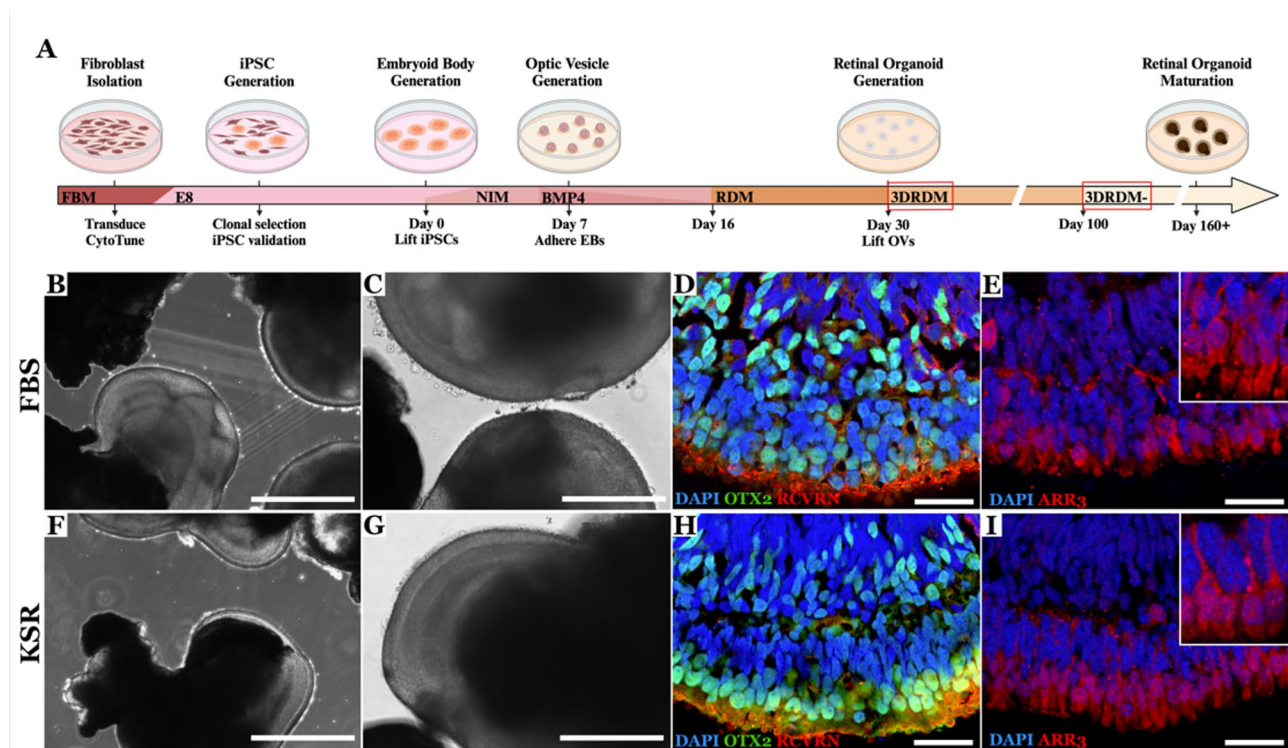 A
Fibroblast
Isolation
iPSC
Generation
Embryoid Body
Generation
Optic Vesicle
Generation
Retinal Organoid
Generation
Retinal Organoid
Maturation
FBM
E8
NIM
BMP4
RDM
3DRDM
3DRDM-
Transduce
CytoTune
Clonal selection
iPSC validation
Day 0
Lift iPSCs
Day 7
Adhere EBs
Day 16
Day 30
Lift OVs
Day 100
Day 160+
FBS
B
C
D
DAPI OTX2 RCVRN
E
DAPI ARR3
KSR
F
G
H
DAPI OTX2 RCVRN
I
DAPI ARR3